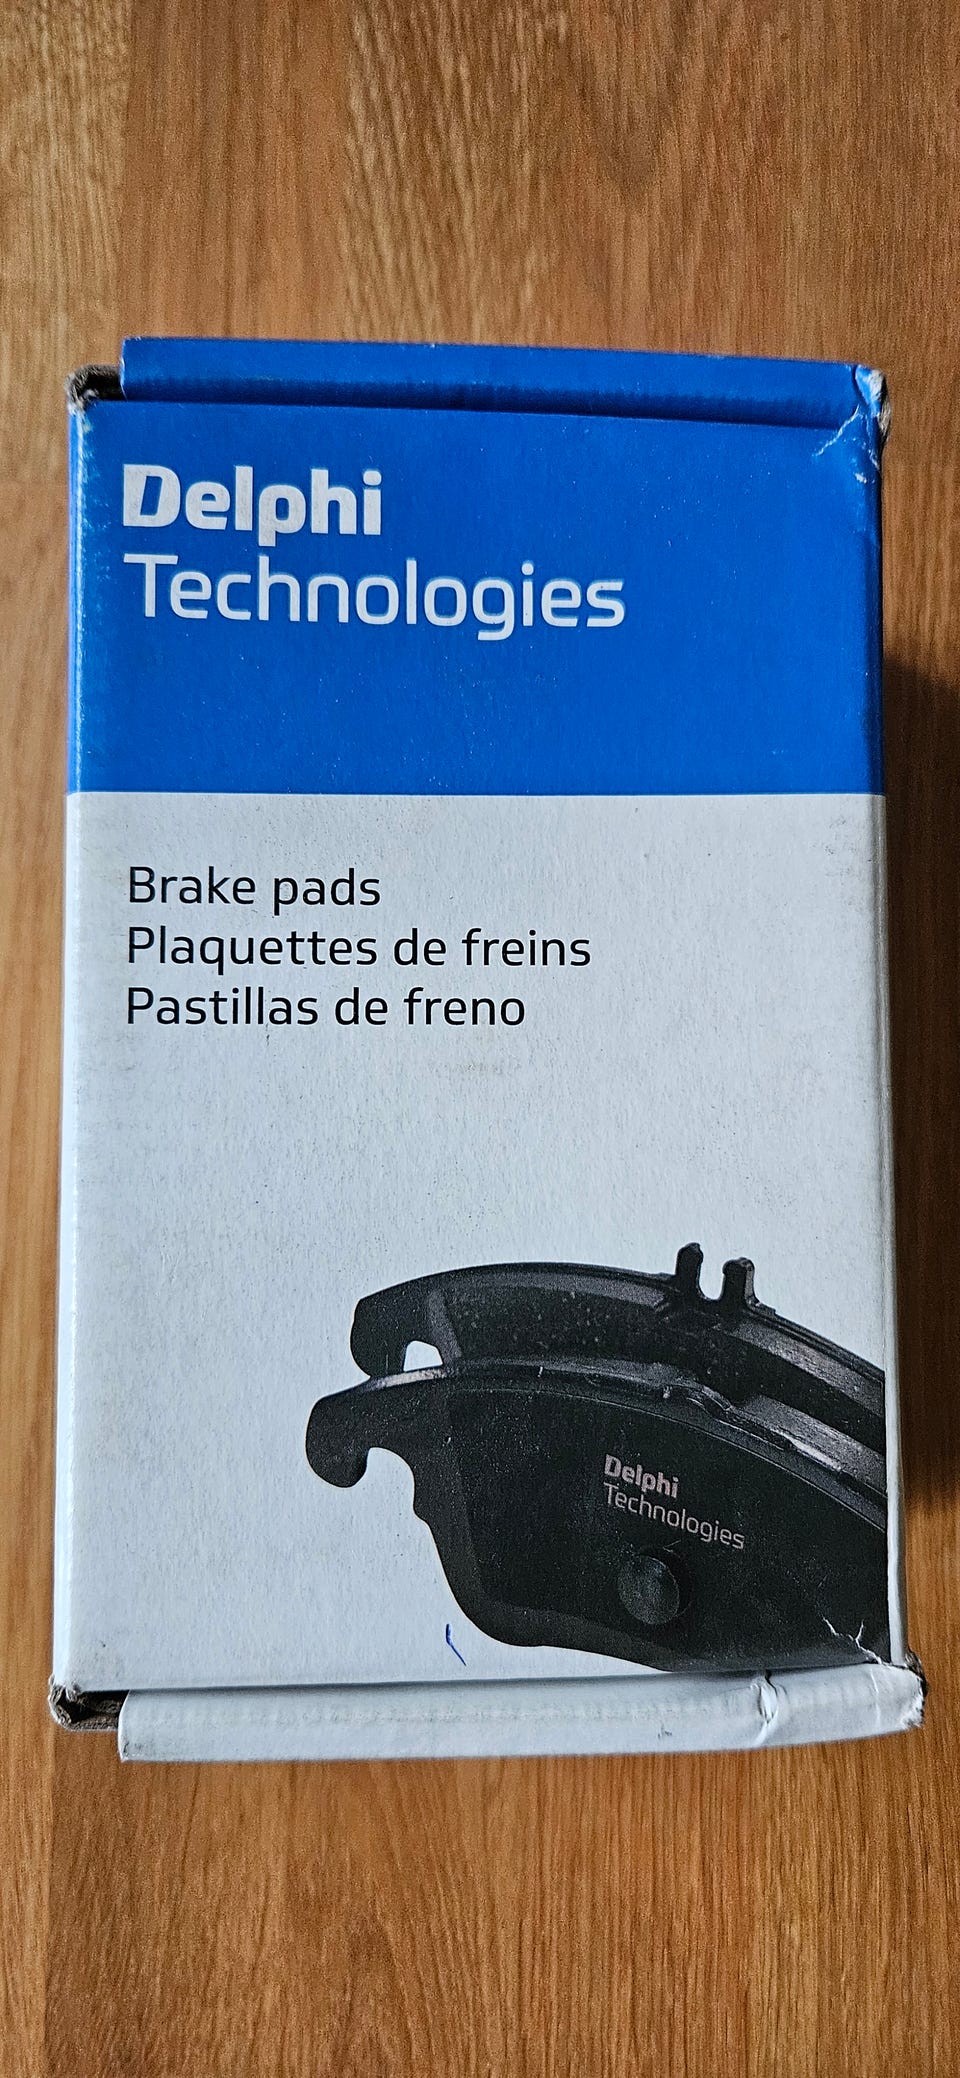 Delphi
Technologies
Brake pads
Plaquettes de freins
Pastillas de freno
Delphi
Technologies